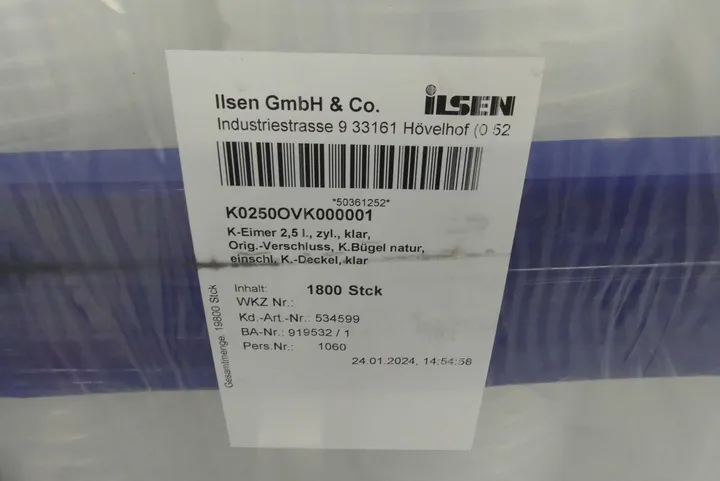 Ilsen GmbH & Co.
ILSEN
Industriestrasse 9 33161 Hövelhof (0 52
*50361252*
K0250OVK000001
K-Eimer 2,5 l., zyl., klar,
Orig.-Verschluss, K.Bügel natur,
einschl, K.-Deckel, klar
Inhalt: 1800 Stck
WKZ Nr.:
Kd.-Art.-Nr.: 534599
BA-Nr.: 919532 / 1
Pers.Nr.: 1060
24.01.2024, 14:54:58
Gesamtmenge: 19800 Stck